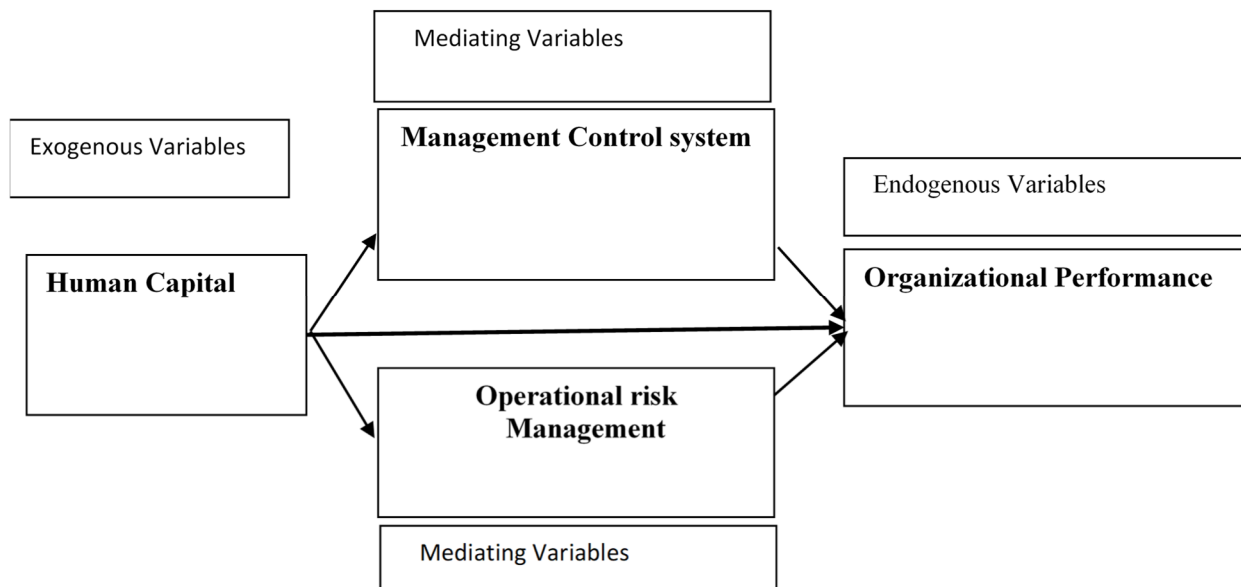 Mediating Variables
Management Control system
Exogenous Variables
Human Capital
Endogenous Variables
Organizational Performance
Operational risk
Management
Mediating Variables